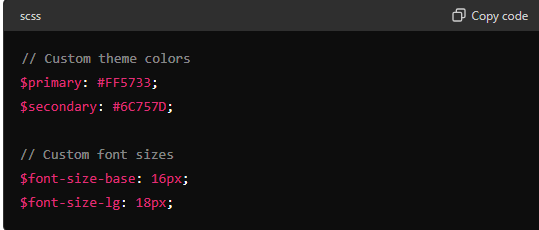 scss
Copy code
// Custom theme colors
$primary: #FF5733;
$secondary: #6C757D;
// Custom font sizes
$font-size-base: 16px;
$font-size-lg: 18px;